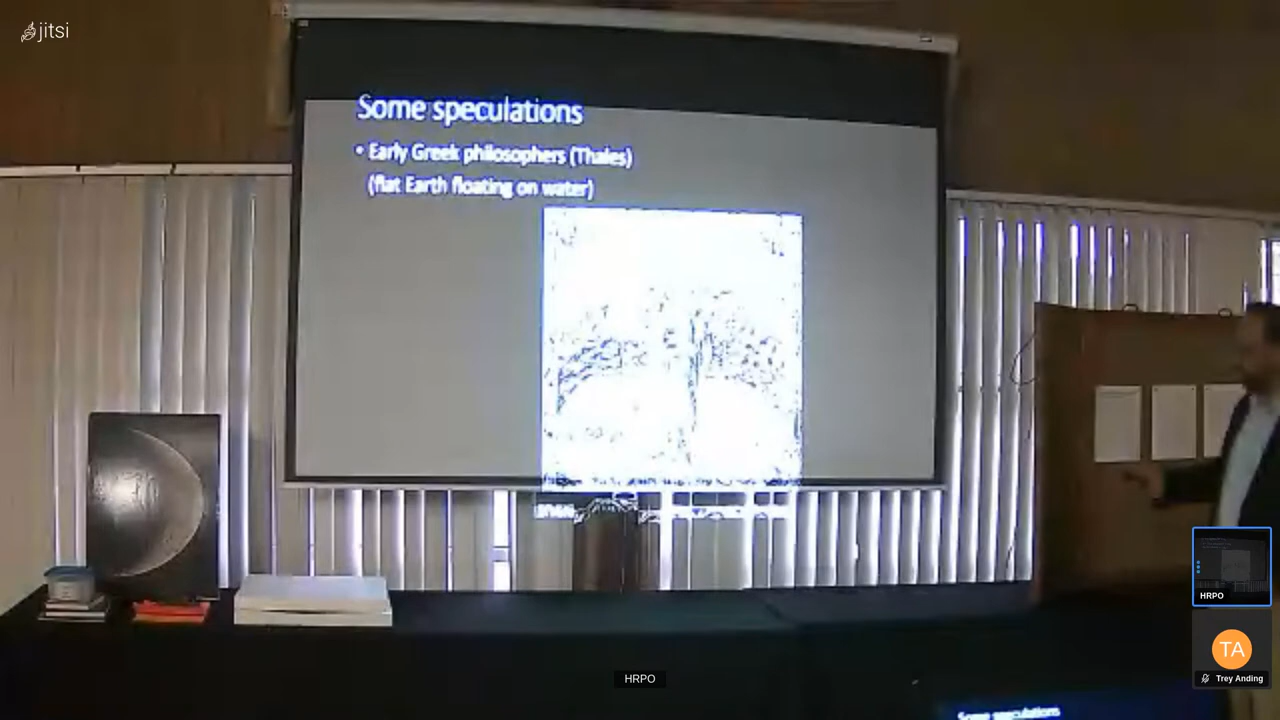 jitsi
Some speculations
• Early Greek philosophers (Thales)
(flat Earth floating on water)
HRPO
TA
Trey Anding
HRPO
Some speculations